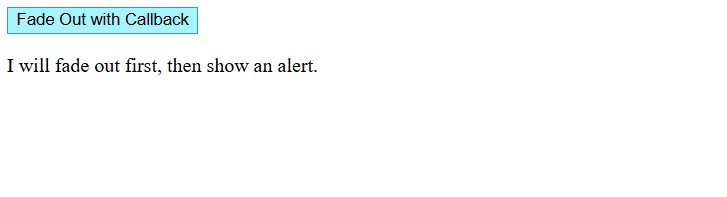 Fade Out with Callback
I will fade out first, then show an alert.